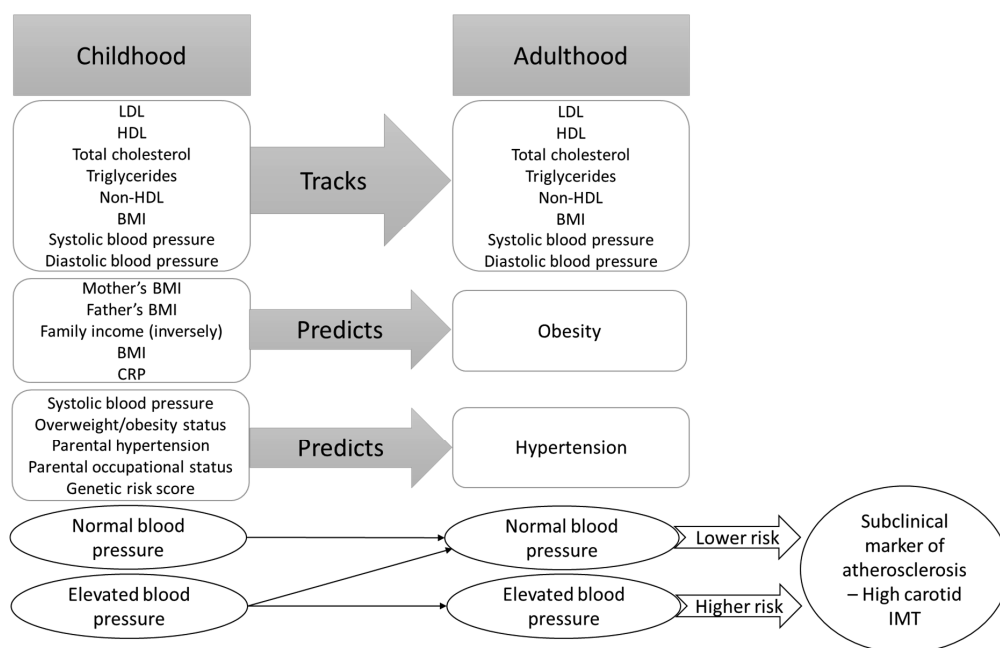 Childhood
Adulthood
LDL
HDL
Total cholesterol
Triglycerides
Non-HDL
BMI
Systolic blood pressure
Diastolic blood pressure
Tracks
LDL
HDL
Total cholesterol
Triglycerides
Non-HDL
BMI
Systolic blood pressure
Diastolic blood pressure
Mother's BMI
Father's BMI
Family income (inversely)
BMI
CRP
Predicts
Obesity
Systolic blood pressure
Overweight/obesity status
Parental hypertension
Parental occupational status
Genetic risk score
Predicts
Hypertension
Normal blood
pressure
Normal blood
pressure
Lower risk
Elevated blood
pressure
Elevated blood
pressure
Higher risk
Subclinical
marker of
atherosclerosis
– High carotid
IMT